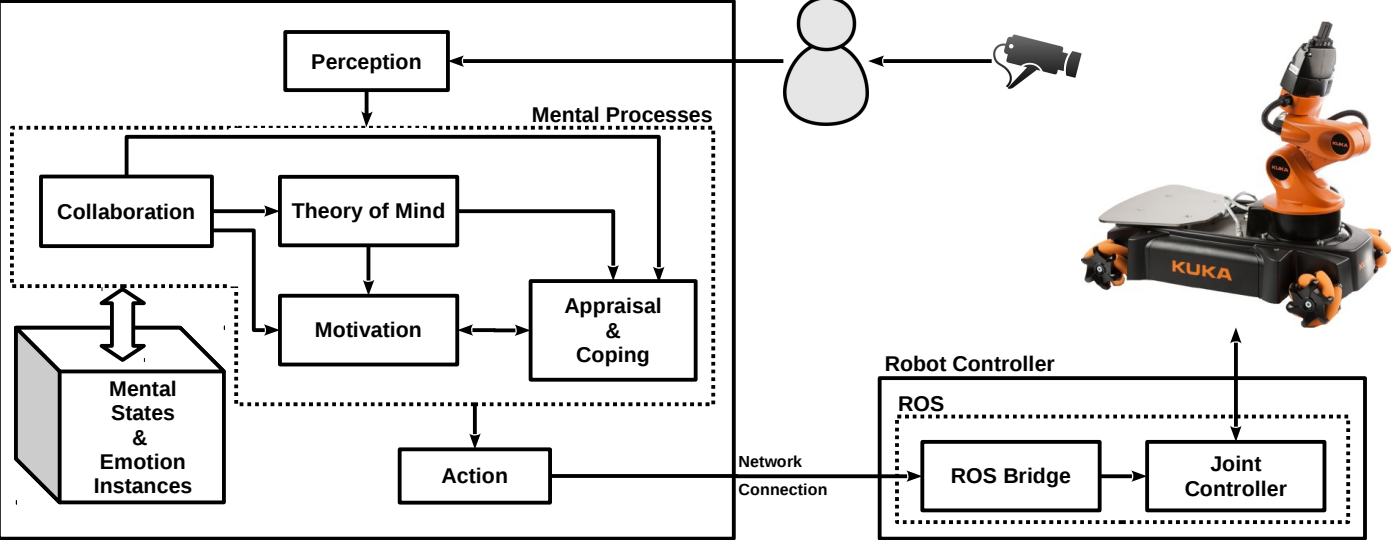 Perception
Mental Processes
Collaboration
Theory of Mind
Motivation
Appraisal
&
Coping
Mental
States
&
Emotion
Instances
Action
Network
Connection
Robot Controller
ROS
ROS Bridge
Joint
Controller
KUKA
KUKA
KUKA